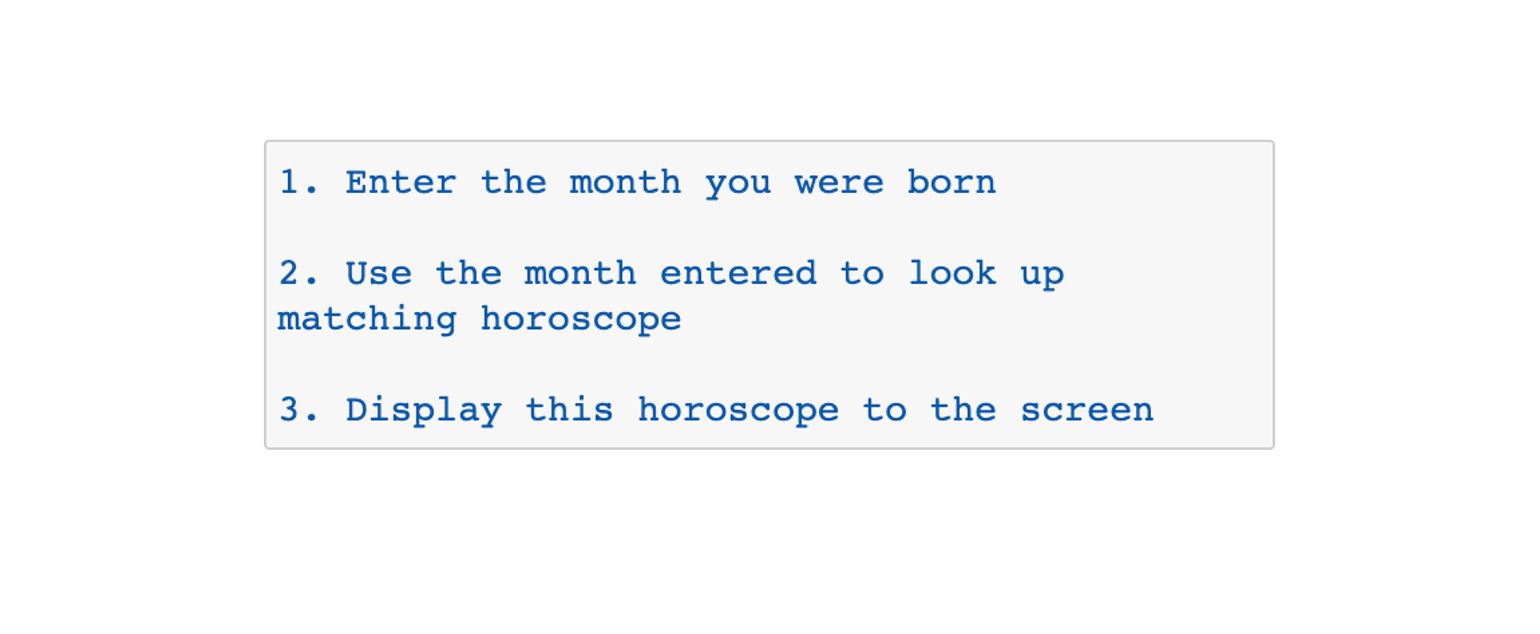 1. Enter the month you were born
2. Use the month entered to look up
matching horoscope
3. Display this horoscope to the screen